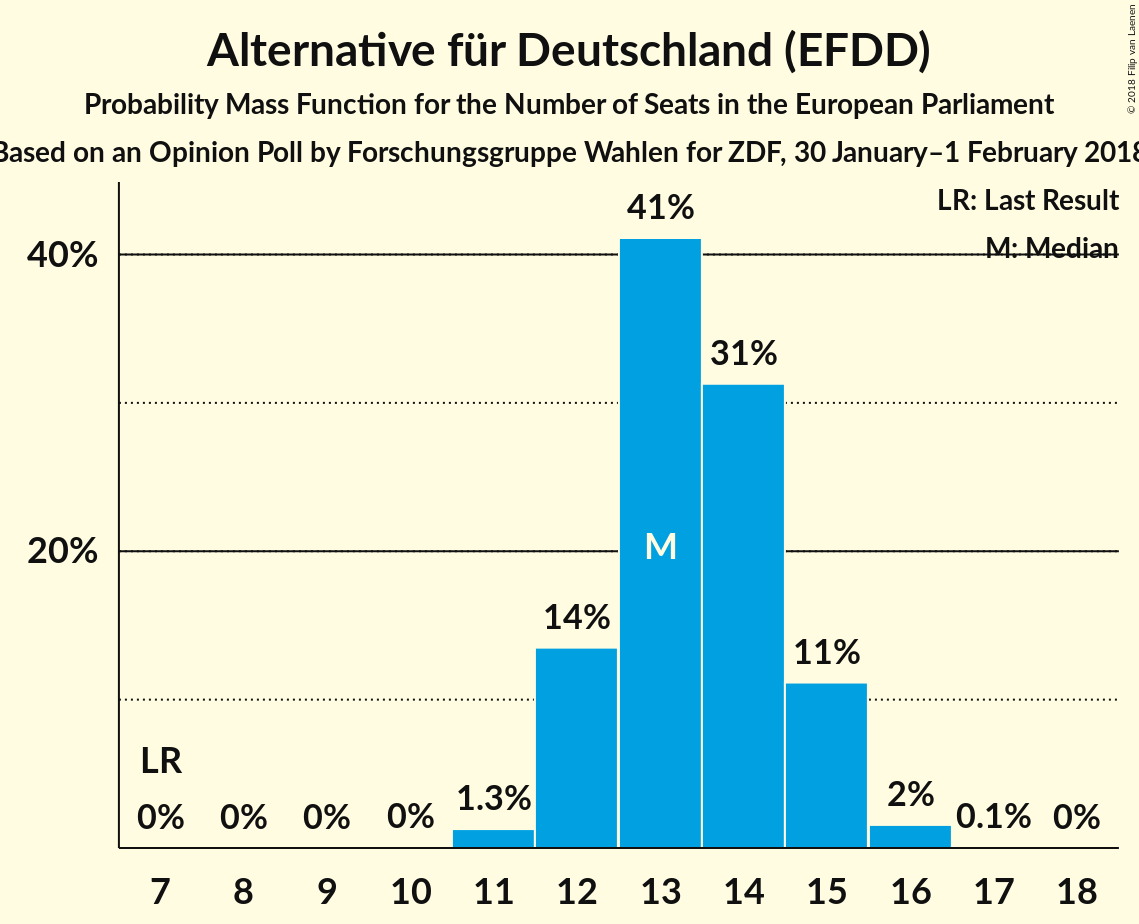 Alternative für Deutschland (EFDD)
Probability Mass Function for the Number of Seats in the European Parliament
Based on an Opinion Poll by Forschungsgruppe Wahlen for ZDF, 30 January–1 February 2018
© 2018 Filip van Laenen
LR: Last Result
M: Median
40%
20%
41%
31%
M
14%
11%
LR
0%
0%
0%
0%
1.3%
2%
0.1%
0%
7 8 9 10 11 12 13 14 15 16 17 18